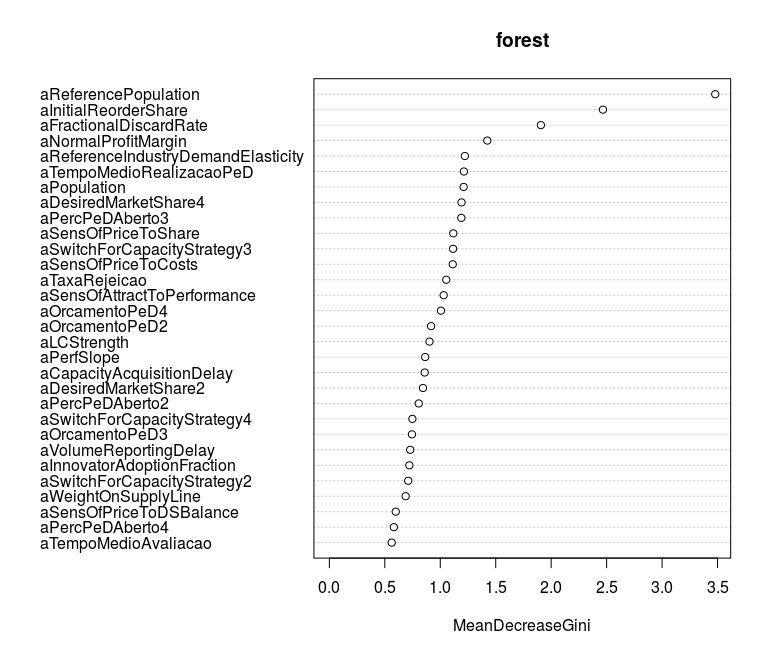 forest
aReferencePopulation
aInitialReorderShare
aFractionalDiscardRate
aNormalProfitMargin
aReferenceIndustryDemandElasticity
aTempoMedioRealizacaoPeD
aPopulation
aDesiredMarketShare4
aPercPeDAberto3
aSensOfPriceToShare
aSwitchForCapacityStrategy3
aSensOfPriceToCosts
aTaxaRejeicao
aSensOfAttractToPerformance
aOrcamentoPeD4
aOrcamentoPeD2
aLCStrength
aPerfSlope
aCapacityAcquisitionDelay
aDesiredMarketShare2
aPercPeDAberto2
aSwitchForCapacityStrategy4
aOrcamentoPeD3
aVolumeReportingDelay
aInnovatorAdoptionFraction
aSwitchForCapacityStrategy2
aWeightOnSupplyLine
aSensOfPriceToDSBalance
aPercPeDAberto4
aTempoMedioAvaliacao
0.0 0.5 1.0 1.5 2.0 2.5 3.0 3.5
MeanDecreaseGini